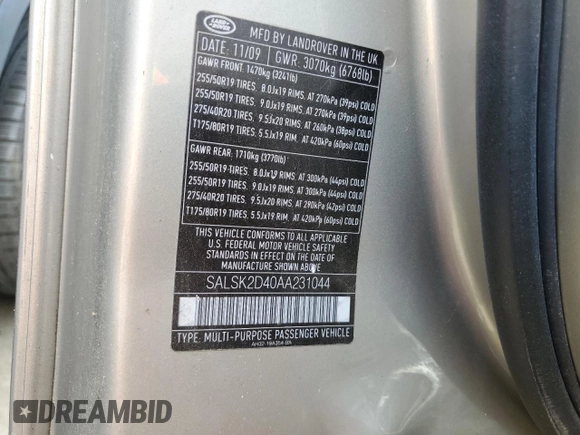 LAND ROVER
MFD BY LANDROVER IN THE UK
DATE: 11/09 GWR: 3070kg (6768lb)
GAWR FRONT: 1470kg (3241lb)
255/50R19 TIRES. 8.0Jx19 RIMS. AT 270kPa (39psi) COLD
255/50R19 TIRES. 9.0Jx19 RIMS. AT 270kPa (39psi) COLD
275/40R20 TIRES. 9.5Jx20 RIMS. AT 260kPa (38psi) COLD
T175/80R19 TIRES. 5.5Jx19 RIM. AT 420kPa (60psi) COLD
GAWR REAR: 1710kg (3770lb)
255/50R19 TIRES. 8.0Jx19 RIMS. AT 300kPa (44psi) COLD
255/50R19 TIRES. 9.0Jx19 RIMS. AT 300kPa (44psi) COLD
275/40R20 TIRES. 9.5Jx20 RIMS. AT 290kPa (42psi) COLD
T175/80R19 TIRES. 5.5Jx19 RIM. AT 420kPa (60psi) COLD
THIS VEHICLE CONFORMS TO ALL APPLICABLE
U.S. FEDERAL MOTOR VEHICLE SAFETY
STANDARDS IN EFFECT ON THE DATE OF
MANUFACTURE SHOWN ABOVE
SALSK2D40AA231044
TYPE: MULTI-PURPOSE PASSENGER VEHICLE
DREAMBID